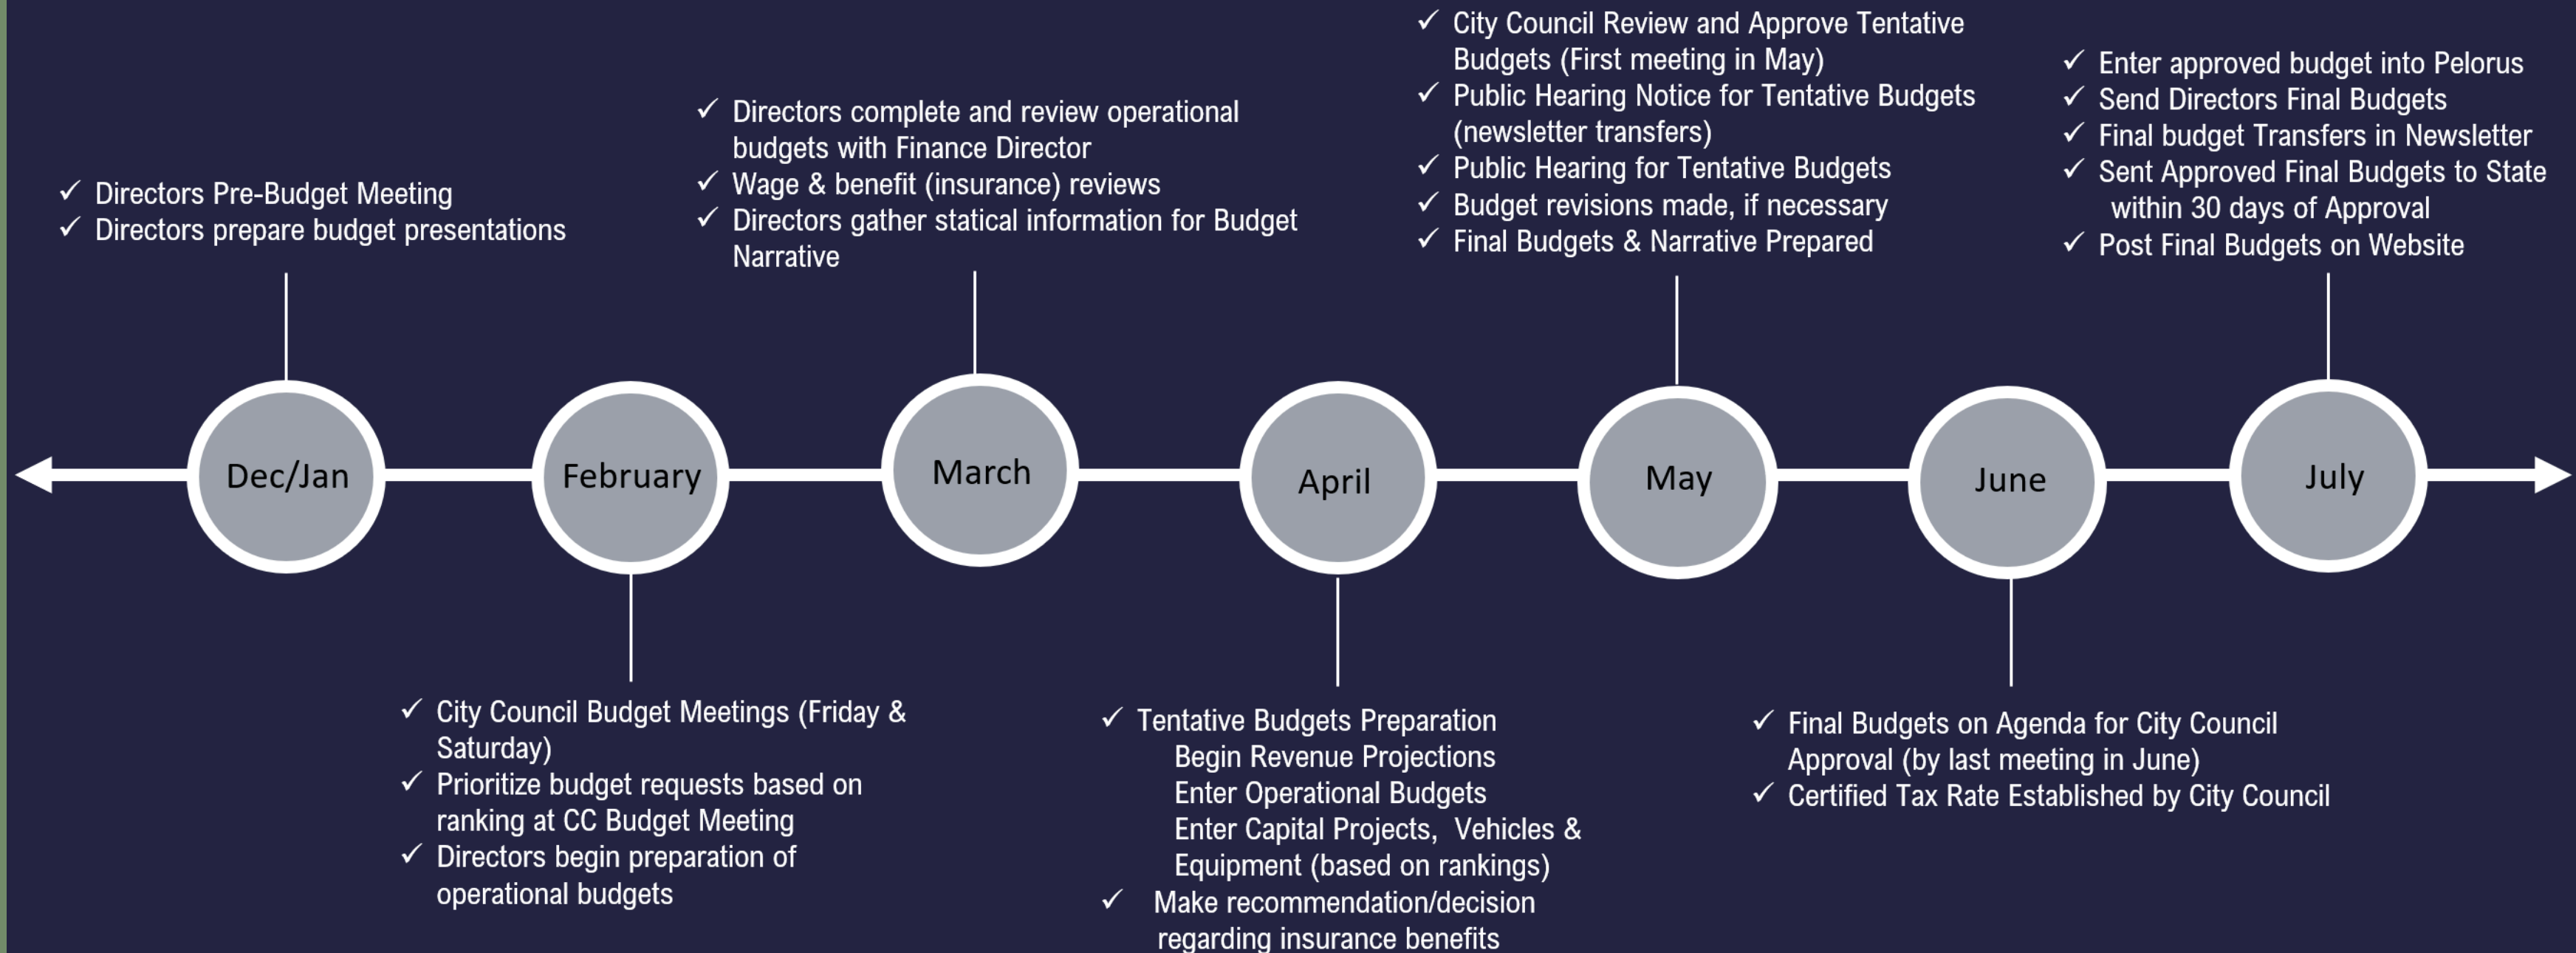 ✓ Directors Pre-Budget Meeting
✓ Directors prepare budget presentations
✓ Directors complete and review operational
budgets with Finance Director
✓ Wage & benefit (insurance) reviews
✓ Directors gather statical information for Budget
Narrative
✓ City Council Review and Approve Tentative
Budgets (First meeting in May)
✓ Public Hearing Notice for Tentative Budgets
(newsletter transfers)
✓ Public Hearing for Tentative Budgets
✓ Budget revisions made, if necessary
✓ Final Budgets & Narrative Prepared
✓ Enter approved budget into Pelorus
✓ Send Directors Final Budgets
✓ Final budget Transfers in Newsletter
✓ Sent Approved Final Budgets to State
within 30 days of Approval
✓ Post Final Budgets on Website
Dec/Jan
February
March
April
May
June
July
✓ City Council Budget Meetings (Friday &
Saturday)
✓ Prioritize budget requests based on
ranking at CC Budget Meeting
✓ Directors begin preparation of
operational budgets
✓ Tentative Budgets Preparation
Begin Revenue Projections
Enter Operational Budgets
Enter Capital Projects, Vehicles &
Equipment (based on rankings)
✓ Make recommendation/decision
regarding insurance benefits
✓ Final Budgets on Agenda for City Council
Approval (by last meeting in June)
✓ Certified Tax Rate Established by City Council